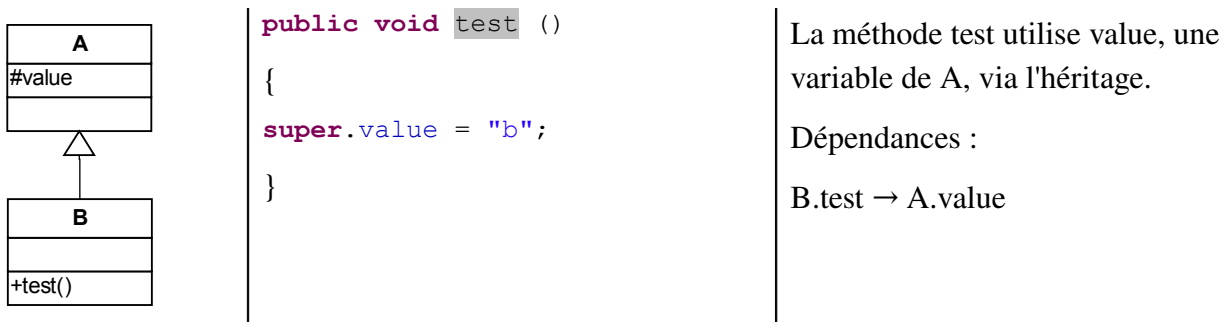 A
#value
B
+test()
public void test ()
{
super.value = "b";
}
La méthode test utilise value, une
variable de A, via l'héritage.
Dépendances :
B.test → A.value